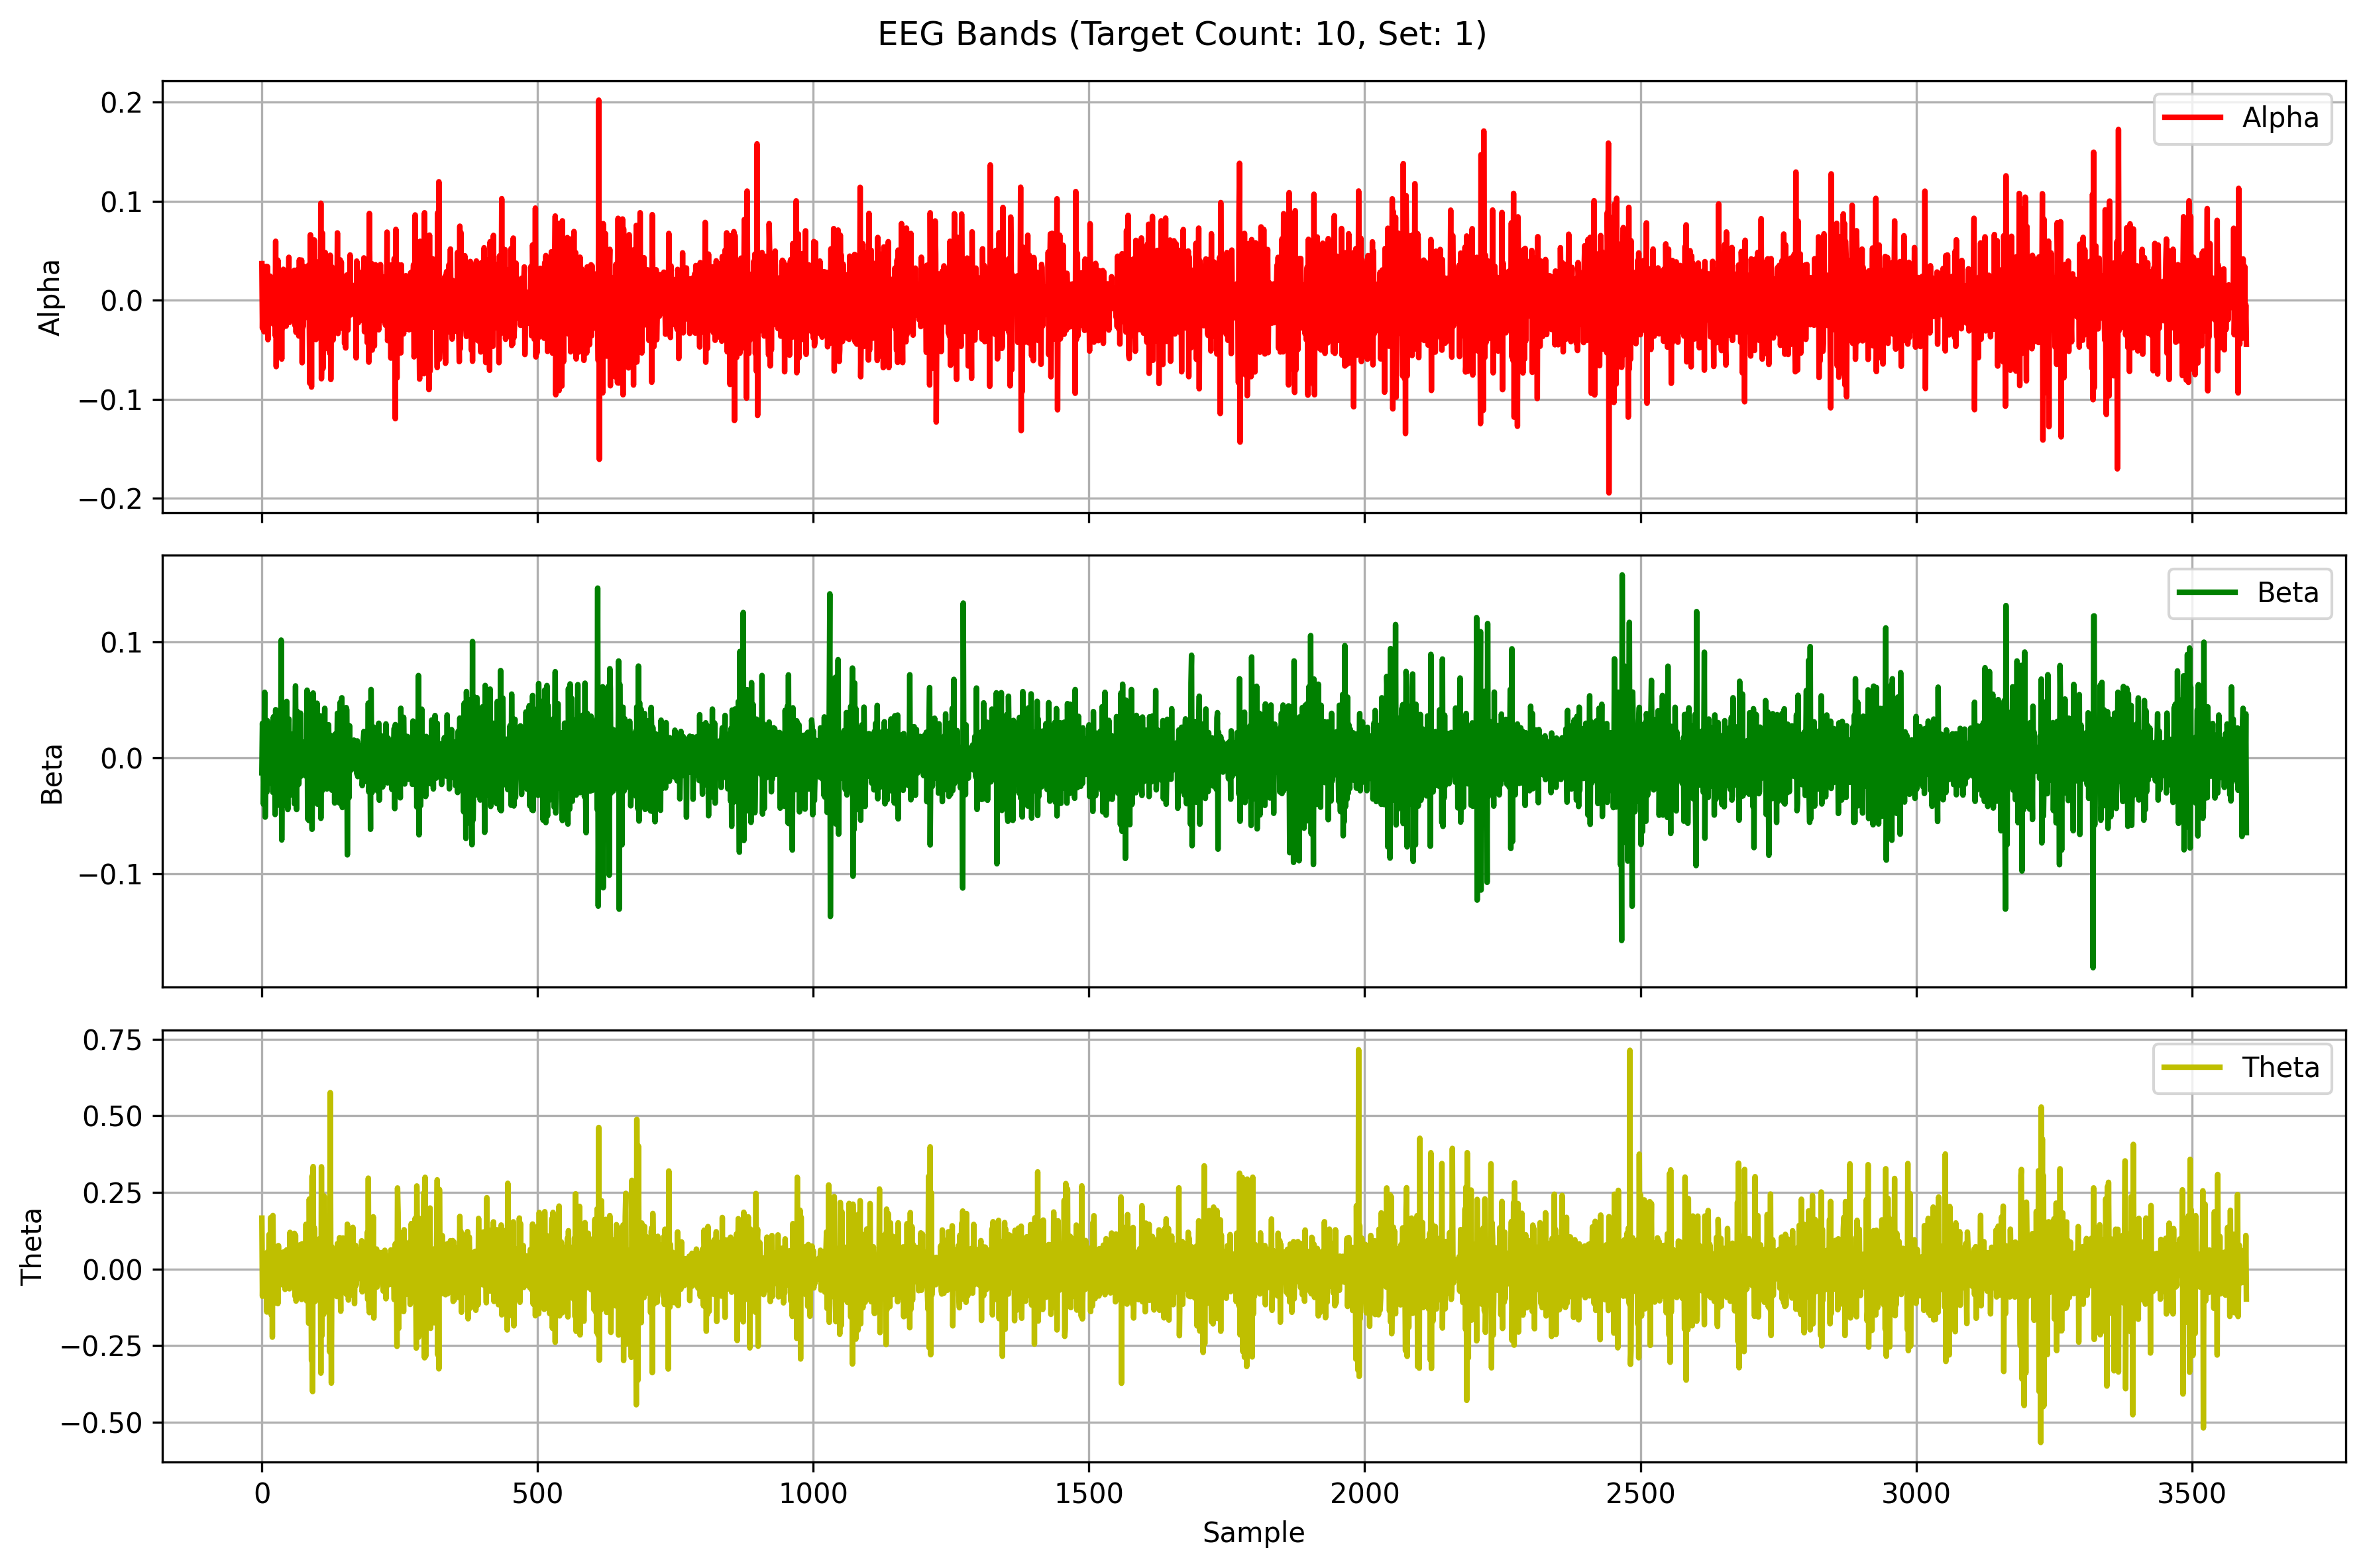 EEG Bands (Target Count: 10, Set: 1)
0.2
0.1
0.0
−0.1
−0.2
Alpha
Alpha
0.1
0.0
−0.1
Beta
Beta
0.75
0.50
0.25
0.00
−0.25
−0.50
Theta
Theta
0 500 1000 1500 2000 2500 3000 3500
Sample